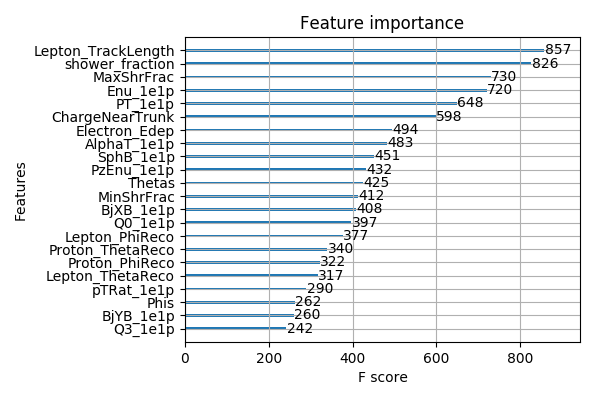 Feature importance
Lepton_TrackLength 857
shower_fraction 826
MaxShrFrac 730
Enu_1e1p 720
PT_1e1p 648
ChargeNearTrunk 598
Electron_Edep 494
AlphaT_1e1p 483
SphB_1e1p 451
PzEnu_1e1p 432
Thetas 425
MinShrFrac 412
BjXB_1e1p 408
Q0_1e1p 397
Lepton_PhiReco 377
Proton_ThetaReco 340
Proton_PhiReco 322
Lepton_ThetaReco 317
pTRat_1e1p 290
Phis 262
BjYB_1e1p 260
Q3_1e1p 242
Features
0 200 400 600 800
F score